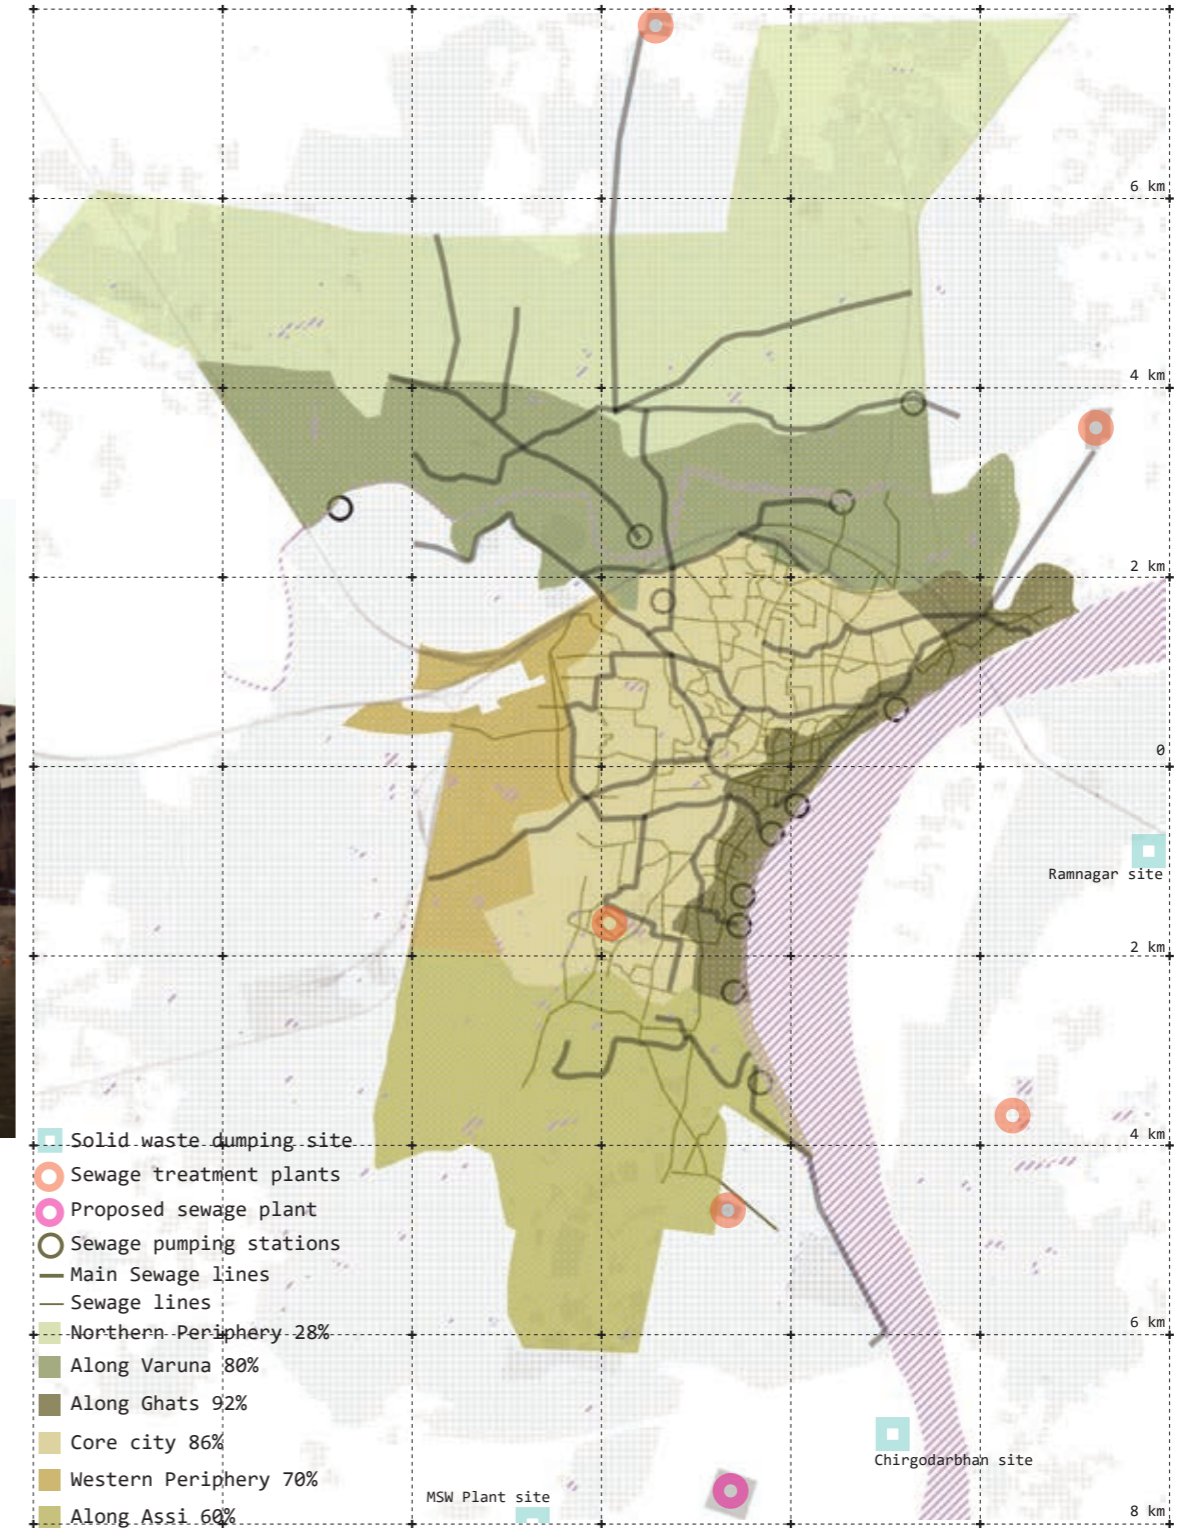 6 km
4 km
2 km
0
Ramnagar site
2 km
Solid waste dumping site
4 km
Sewage treatment plants
Proposed sewage plant
Sewage pumping stations
Main Sewage lines
Sewage lines
Northern Periphery 28%
6 km
Along Varuna 80%
Along Ghats 92%
Core city 86%
Chirgodarbhan site
Western Periphery 70%
MSW Plant site
Along Assi 60%
8 km